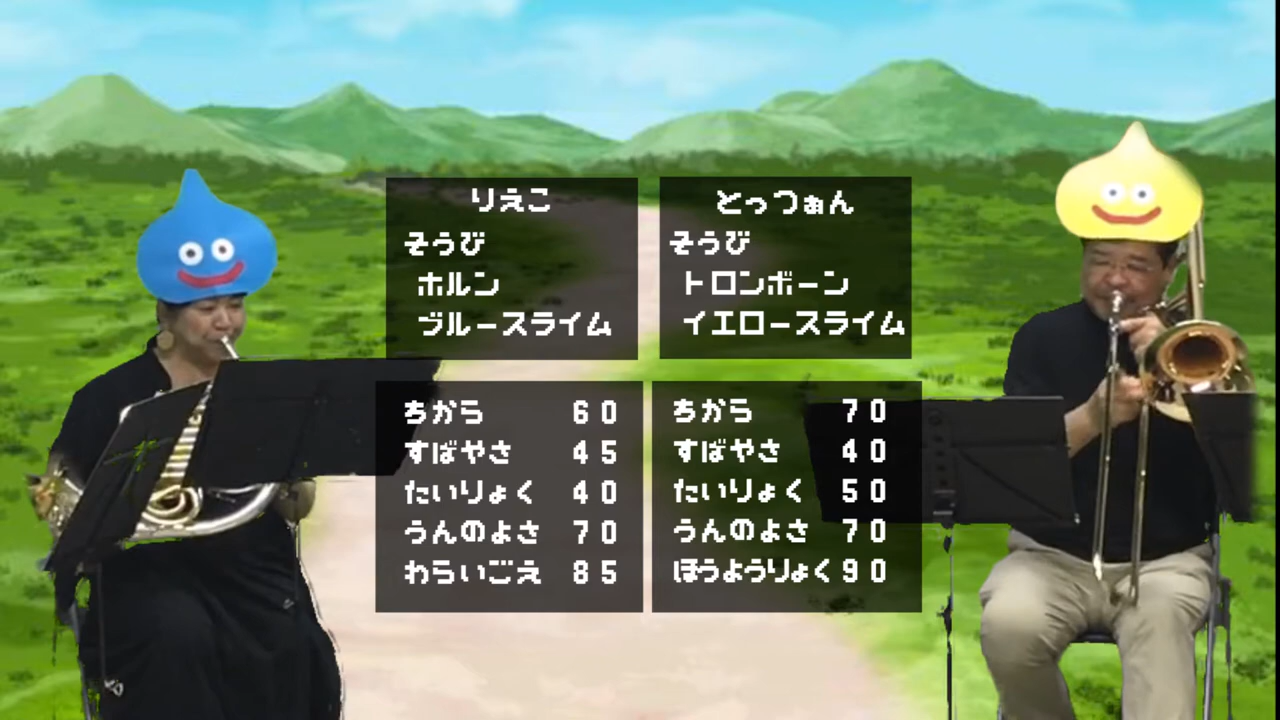 りえこ
そうび
ホルン
ブルースライム
とっつぁん
そうび
トロンボーン
イエロースライム
ちから 60
すばやさ 45
たいりょく 40
うんのよさ 70
わらいごえ 85
ちから 70
すばやさ 40
たいりょく 50
うんのよさ 70
ほうようりょく 90